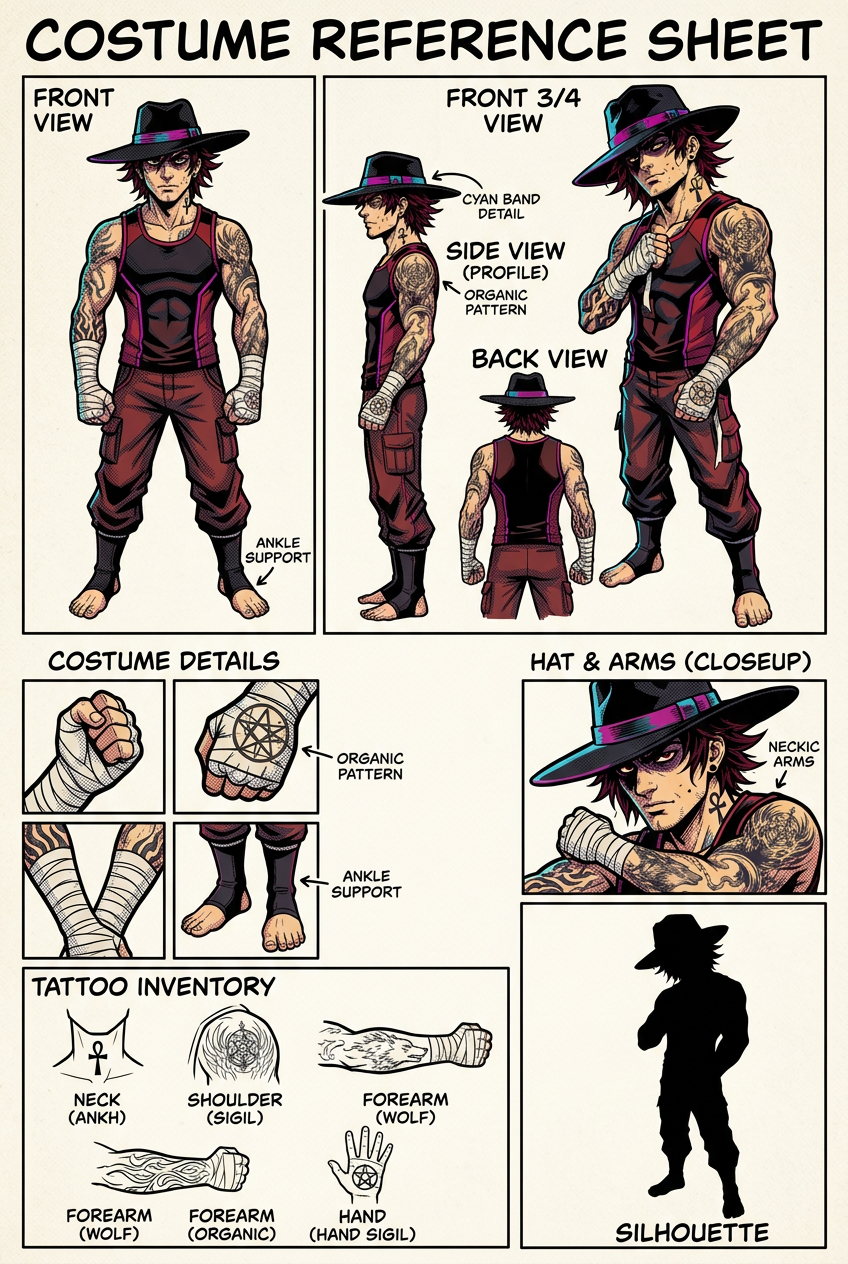 COSTUME REFERENCE SHEET
FRONT
VIEW
ANKLE
SUPPORT
FRONT 3/4
VIEW
CYAN BAND
DETAIL
SIDE VIEW
(PROFILE)
ORGANIC
PATTERN
BACK VIEW
COSTUME DETAILS
ORGANIC
PATTERN
ANKLE
SUPPORT
HAT & ARMS (CLOSEUP)
NECKIC
ARMS
TATTOO INVENTORY
NECK
(ANKH)
SHOULDER
(SIGIL)
FOREARM
(WOLF)
FOREARM
(WOLF)
FOREARM
(ORGANIC)
HAND
(HAND SIGIL)
SILHOUETTE